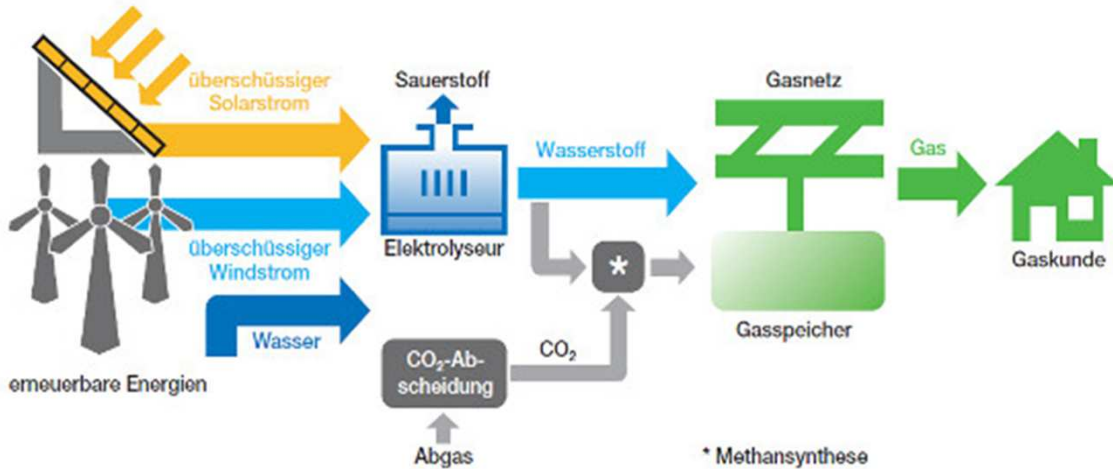 überschüssiger
Solarstrom
Sauerstoff
Gasnetz
Wasserstoff
Gas
Elektrolyseur
überschüssiger
Windstrom
*
Gaskunde
Wasser
Gasspeicher
CO₂-Ab-
scheidung
CO₂
erneuerbare Energien
Abgas
* Methansynthese